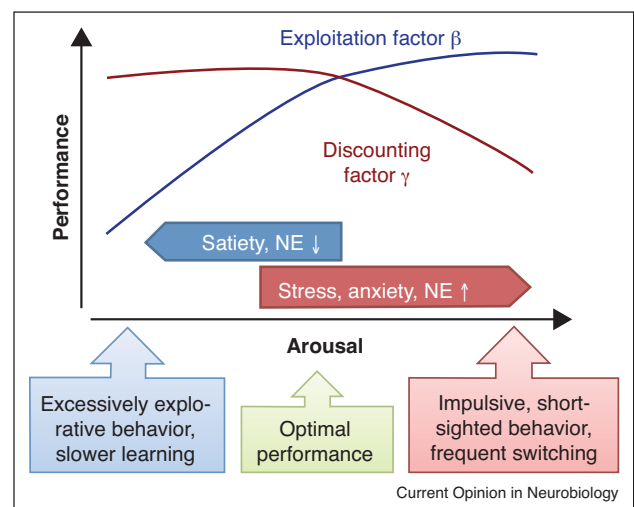 Exploitation factor β
Performance
Discounting
factor γ
Satiety, NE ↓
Stress, anxiety, NE ↑
Arousal
Excessively explo-
rative behavior,
slower learning
Optimal
performance
Impulsive, short-
sighted behavior,
frequent switching
Current Opinion in Neurobiology